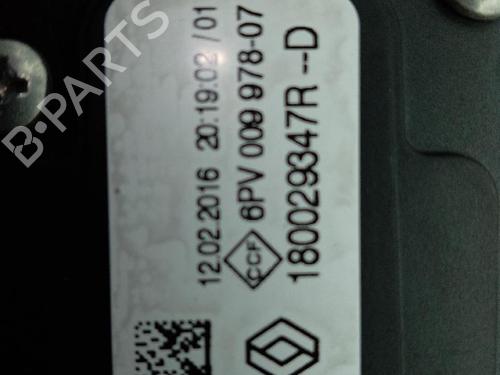 12.02.2016 20:19:02 /01
CCF 6PV 009 978-07
180029347R --D
B-PARTS